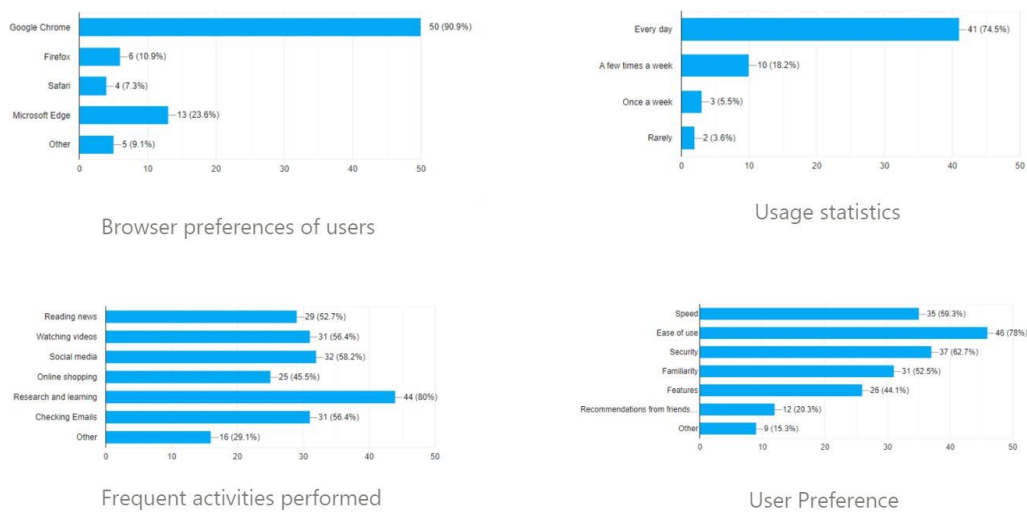 Google Chrome 50 (90.9%)
Firefox 6 (10.9%)
Safari 4 (7.3%)
Microsoft Edge 13 (23.6%)
Other 5 (9.1%)
0 10 20 30 40 50
Browser preferences of users
Every day 41 (74.5%)
A few times a week 10 (18.2%)
Once a week 3 (5.5%)
Rarely 2 (3.6%)
0 10 20 30 40 50
Usage statistics
Reading news 29 (52.7%)
Watching videos 31 (56.4%)
Social media 32 (58.2%)
Online shopping 25 (45.5%)
Research and learning 44 (80%)
Checking Emails 31 (56.4%)
Other 16 (29.1%)
0 10 20 30 40 50
Frequent activities performed
Speed 35 (59.3%)
Ease of use 46 (78%)
Security 37 (62.7%)
Familiarity 31 (52.5%)
Features 26 (44.1%)
Recommendations from friends... 12 (20.3%)
Other 9 (15.3%)
0 10 20 30 40 50
User Preference